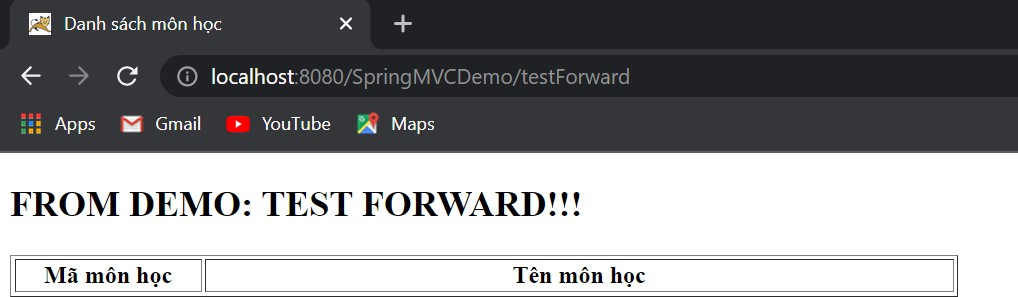 Danh sách môn học
localhost:8080/SpringMVCDemo/testForward
Apps Gmail YouTube Maps
FROM DEMO: TEST FORWARD!!!
Mã môn học Tên môn học